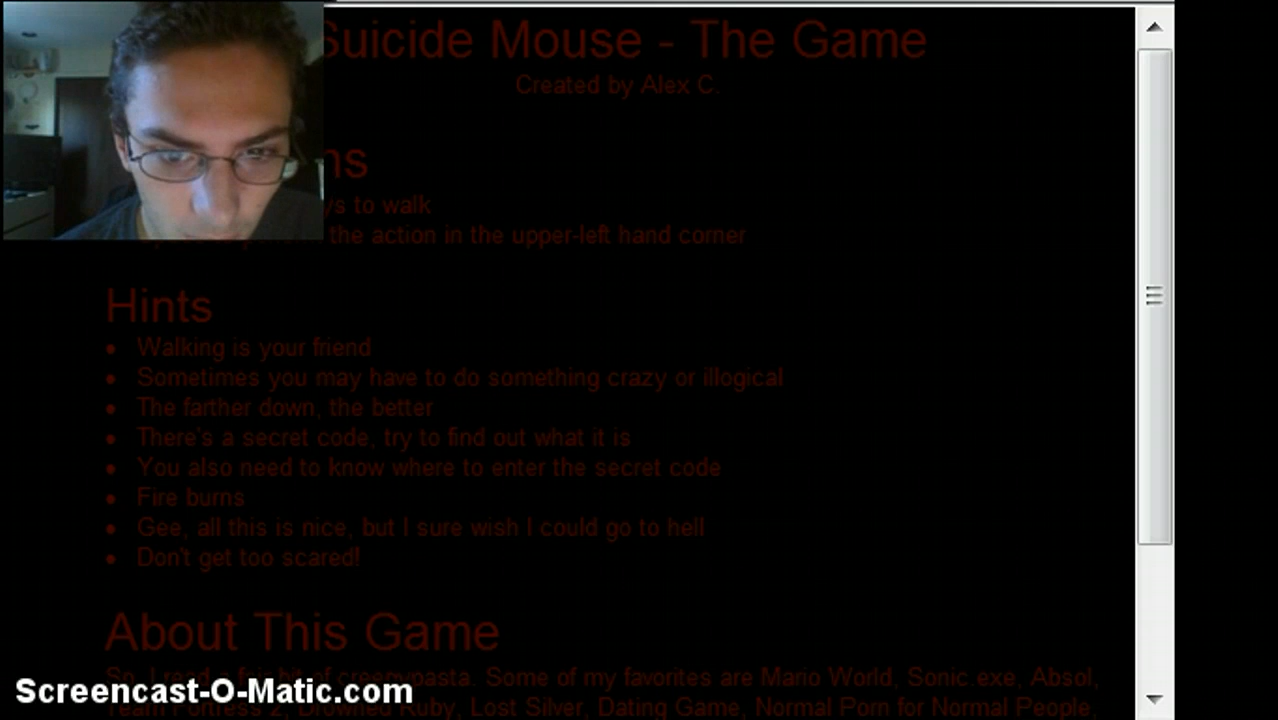 Suicide Mouse - The Game
Created by Alex C.
ns
ys to walk
the action in the upper-left hand corner
Hints
• Walking is your friend
• Sometimes you may have to do something crazy or illogical
• The farther down, the better
• There's a secret code, try to find out what it is
• You also need to know where to enter the secret code
• Fire burns
• Gee, all this is nice, but I sure wish I could go to hell
• Don't get too scared!
About This Game
So, I read a fair bit of creepypasta. Some of my favorites are Mario World, Sonic.exe, Absol,
Team Fortress 2, Drowned Ruby, Lost Silver, Dating Game, Normal Porn for Normal People,
Screencast-O-Matic.com